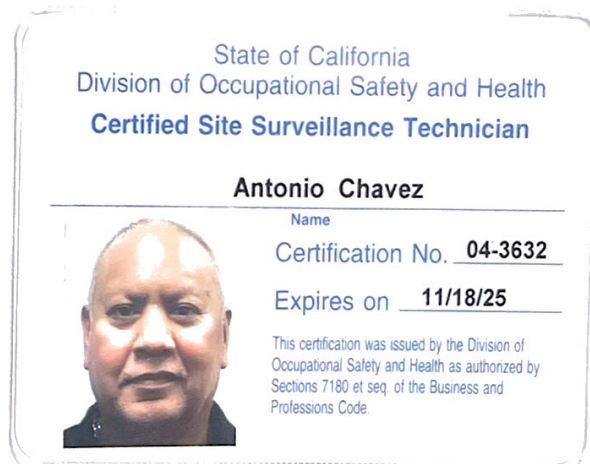 State of California
Division of Occupational Safety and Health
Certified Site Surveillance Technician
Antonio Chavez
Name
Certification No. 04-3632
Expires on 11/18/25
This certification was issued by the Division of
Occupational Safety and Health as authorized by
Sections 7180 et seq. of the Business and
Professions Code.